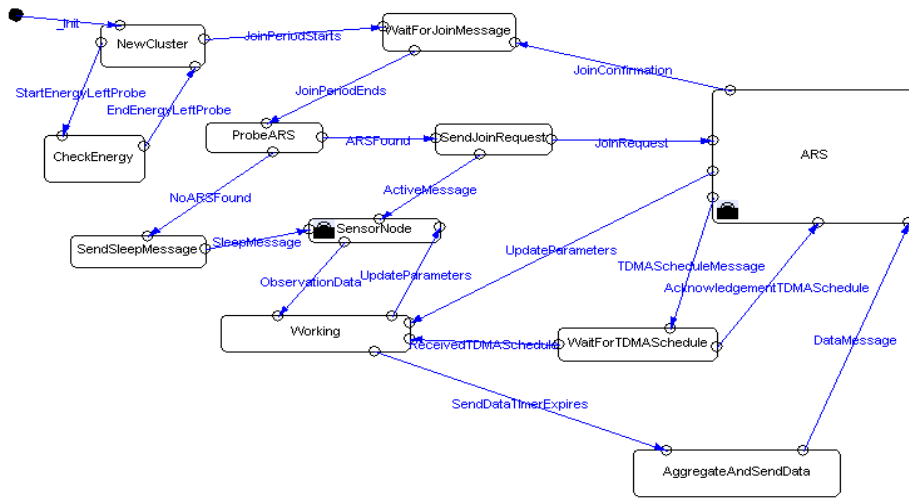 _Init
NewCluster
JoinPeriodStarts
WaitForJoinMessage
JoinConfirmation
StartEnergyLeftProbe
EndEnergyLeftProbe
JoinPeriodEnds
CheckEnergy
ProbeARS
ARSFound
SendJoinRequest
JoinRequest
ARS
NoARSFound
ActiveMessage
SendSleepMessage
SleepMessage
SensorNode
UpdateParameters
ObservationData
UpdateParameters
TDMAScheduleMessage
AcknowledgementTDMASchedule
Working
ReceivedTDMASchedule
WaitForTDMASchedule
DataMessage
SendDataTimerExpires
AggregateAndSendData